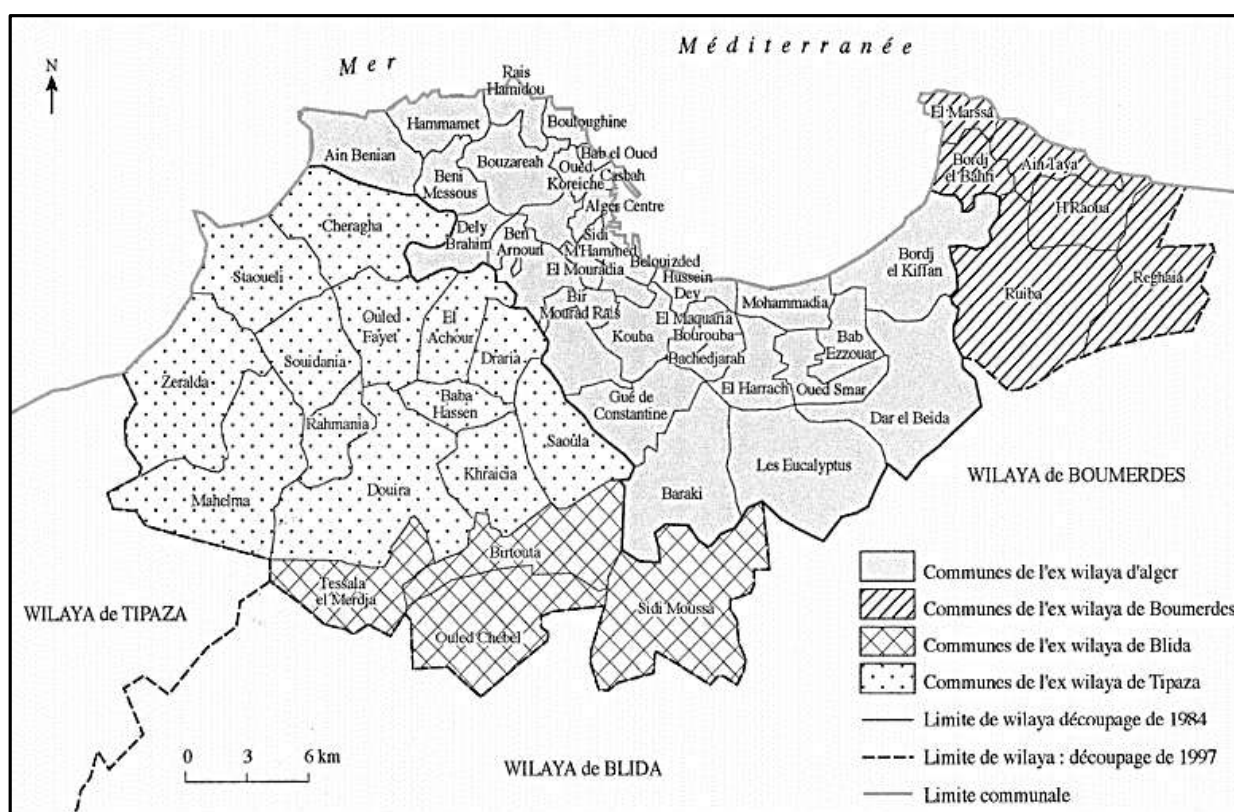 Mer
Méditerranée
N
Rais
Hamidou
Hammamet
Bouloughine
Ain Benian
Bouzareah
Bab el Oued
Oued
Koreiche
Casbah
Beni
Messous
Alger Centre
Cheragha
Dely
Brahim
Ben
Arnoun
Sidi
M'Hammed
El Marssa
Bordj
el Bahri
Ain Taya
H'Raoua
Staoueli
Belouizded
El Mouradia
Hussein
Dey
Bordj
el Kiffan
Ruiba
Reghaia
Ouled
Fayet
El
Achour
Bir
Mourad Rais
Mohammadia
El Maquaria
Bourouba
Kouba
Bab
Ezzouar
Draria
Souidania
Bachedjarah
Zeralda
El Harrach
Oued Smar
Baba
Hassen
Gué de
Constantine
Dar el Beida
Rahmania
Saoula
Khraicia
Les Eucalyptus
Mahelma
Douira
Baraki
WILAYA de BOUMERDES
Birtouta
Tessala
el Merdja
Sidi Moussa
WILAYA de TIPAZA
Ouled Chebel
Communes de l'ex wilaya d'alger
Communes de l'ex wilaya de Boumerdes
Communes de l'ex wilaya de Blida
Communes de l'ex wilaya de Tipaza
Limite de wilaya découpage de 1984
Limite de wilaya : découpage de 1997
Limite communale
0 3 6 km
WILAYA de BLIDA